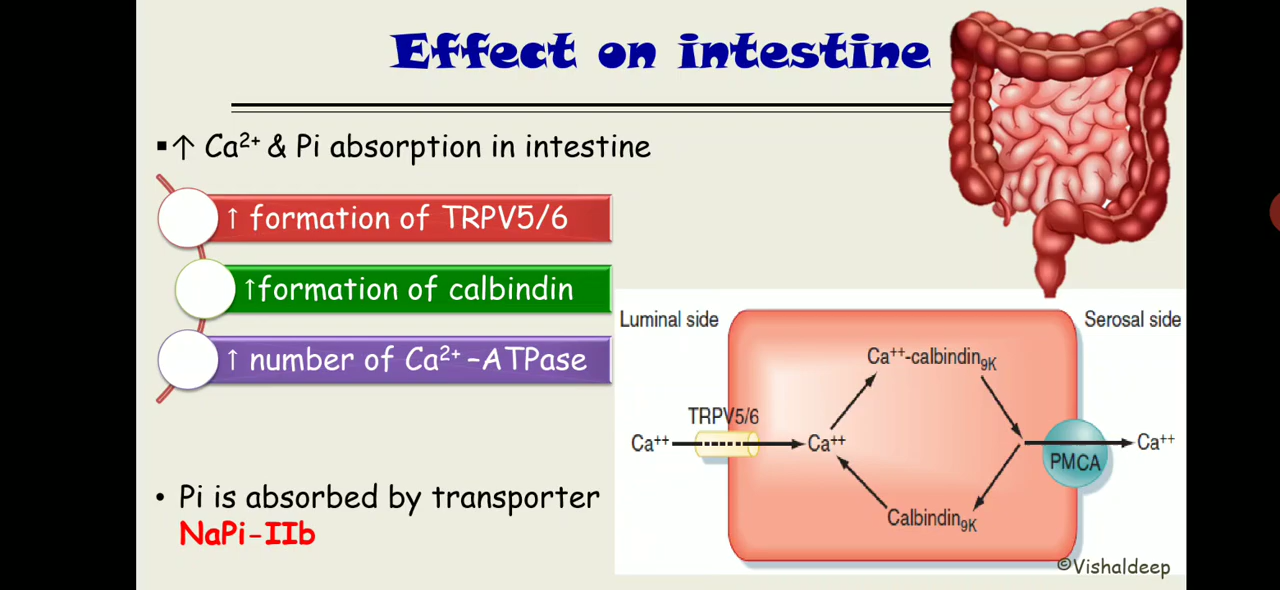 Effect on intestine
▪↑ Ca²⁺ & Pi absorption in intestine
↑ formation of TRPV5/6
↑formation of calbindin
↑ number of Ca²⁺ –ATPase
• Pi is absorbed by transporter
NaPi-IIb
Luminal side
Serosal side
Ca⁺⁺-calbindin₉K
TRPV5/6
Ca⁺⁺
Ca⁺⁺
Ca⁺⁺
PMCA
Calbindin₉K
©Vishaldeep